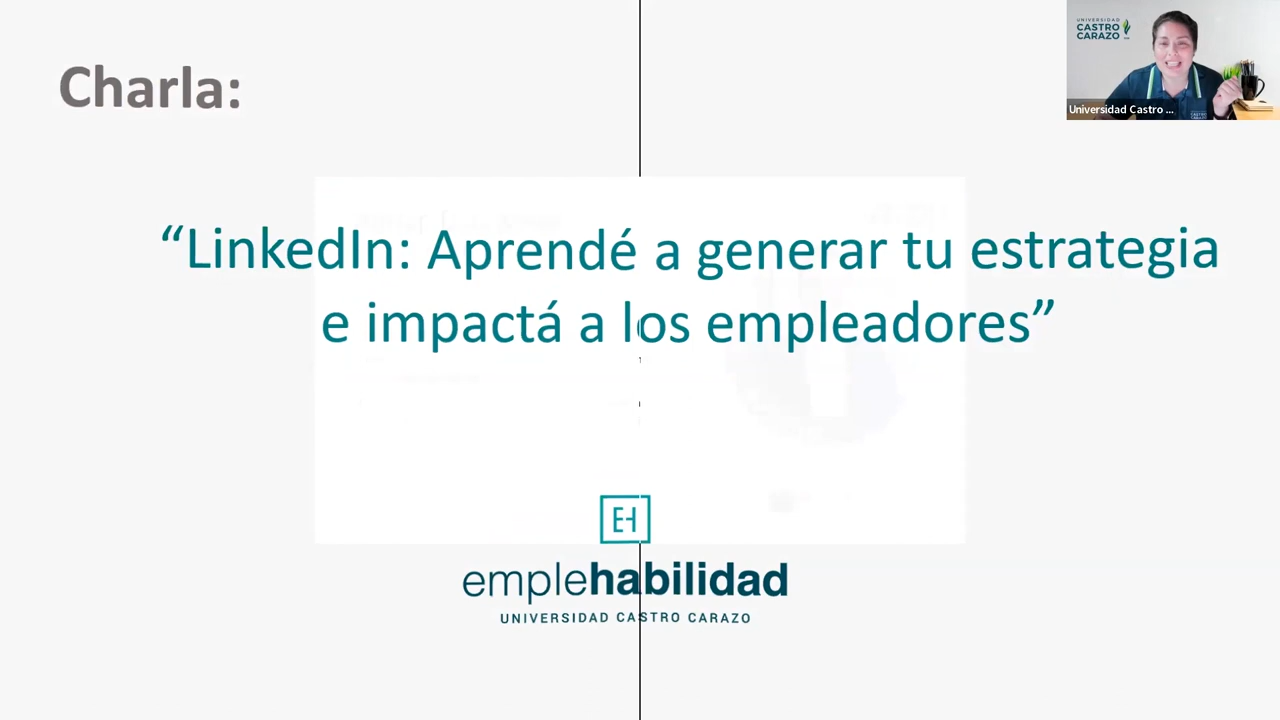 Charla:
“LinkedIn: Aprendé a generar tu estrategia
e impactá a los empleadores”
EH
emplehabilidad
UNIVERSIDAD CASTRO CARAZO
UNIVERSIDAD
CASTRO
CARAZO
Universidad Castro ...